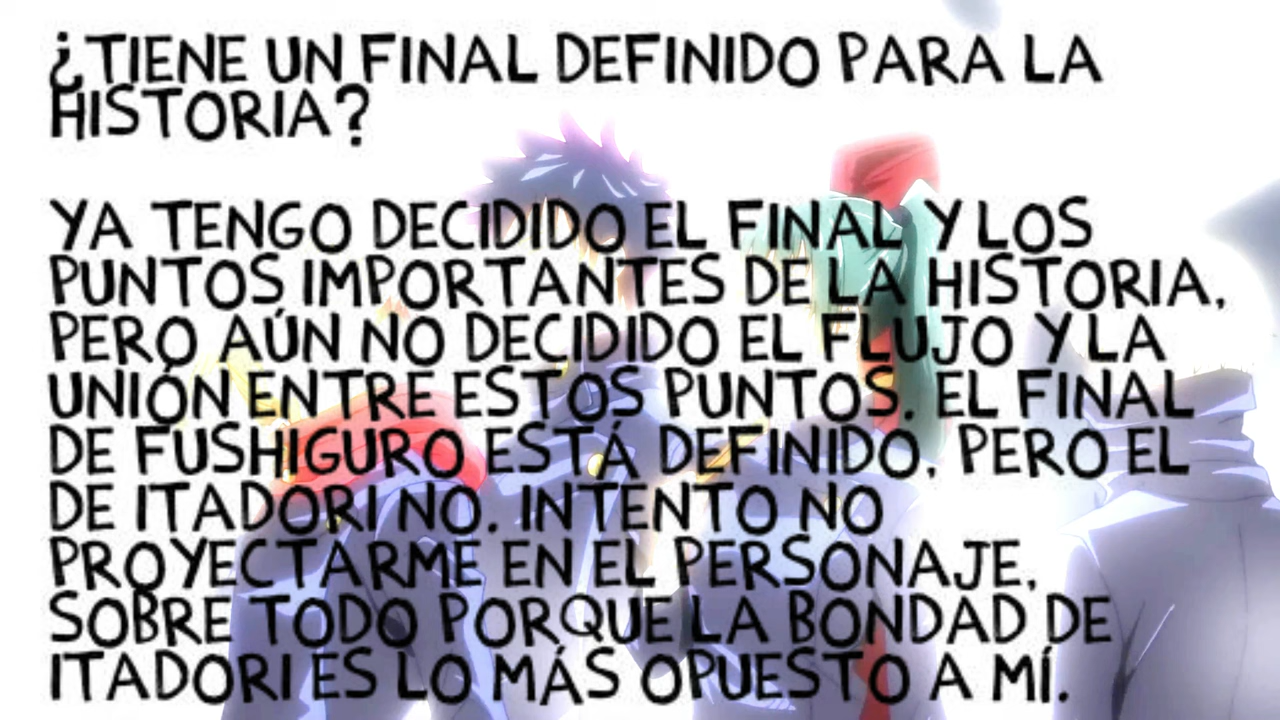 ¿TIENE UN FINAL DEFINIDO PARA LA
HISTORIA?
YA TENGO DECIDIDO EL FINAL Y LOS
PUNTOS IMPORTANTES DE LA HISTORIA,
PERO AÚN NO DECIDIDO EL FLUJO Y LA
UNIÓN ENTRE ESTOS PUNTOS. EL FINAL
DE FUSHIGURO ESTÁ DEFINIDO, PERO EL
DE ITADORI NO. INTENTO NO
PROYECTARME EN EL PERSONAJE,
SOBRE TODO PORQUE LA BONDAD DE
ITADORI ES LO MÁS OPUESTO A MÍ.